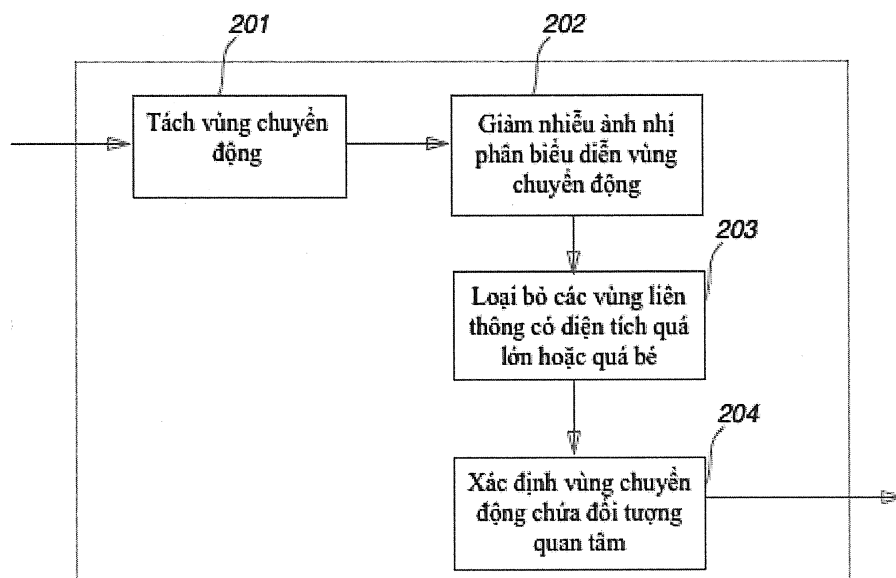 201
202
Tách vùng chuyển
động
Giảm nhiễu ảnh nhị
phân biểu diễn vùng
chuyển động
203
Loại bỏ các vùng liên
thông có diện tích quá
lớn hoặc quá bé
204
Xác định vùng chuyển
động chứa đối tượng
quan tâm